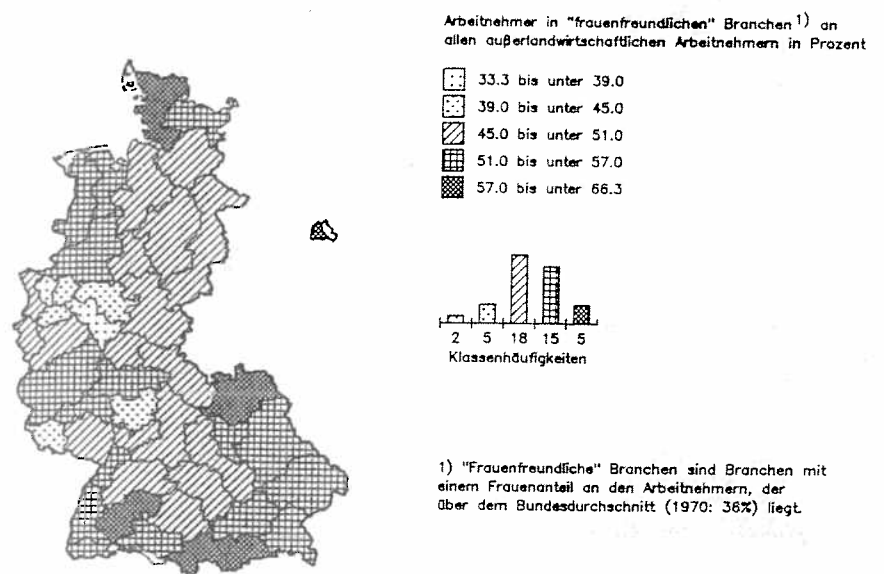 Arbeitnehmer in "frauenfreundlichen" Branchen 1) an
allen außerlandwirtschaftlichen Arbeitnehmern in Prozent
33.3 bis unter 39.0
39.0 bis unter 45.0
45.0 bis unter 51.0
51.0 bis unter 57.0
57.0 bis unter 66.3
2 5 18 15 5
Klassenhäufigkeiten
1) "Frauenfreundliche" Branchen sind Branchen mit
einem Frauenanteil an den Arbeitnehmern, der
über dem Bundesdurchschnitt (1970: 36%) liegt.